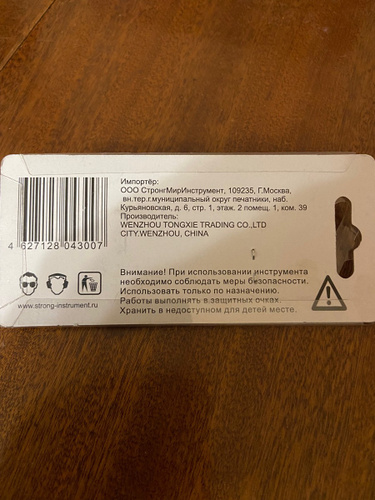 Импортёр:
ООО СтронгМирИнструмент, 109235, Г.Москва,
вн.тер.г.муниципальный округ печатники, наб.
Курьяновская, д. 6, стр. 1, этаж. 2 помещ. 1, ком. 39
Производитель:
WENZHOU TONGXIE TRADING CO.,LTD
CITY.WENZHOU, CHINA
4 627128 043007
Внимание! При использовании инструмента
необходимо соблюдать меры безопасности.
Использовать только по назначению.
Работы выполнять в защитных очках.
Хранить в недоступном для детей месте.
www.strong-instrument.ru